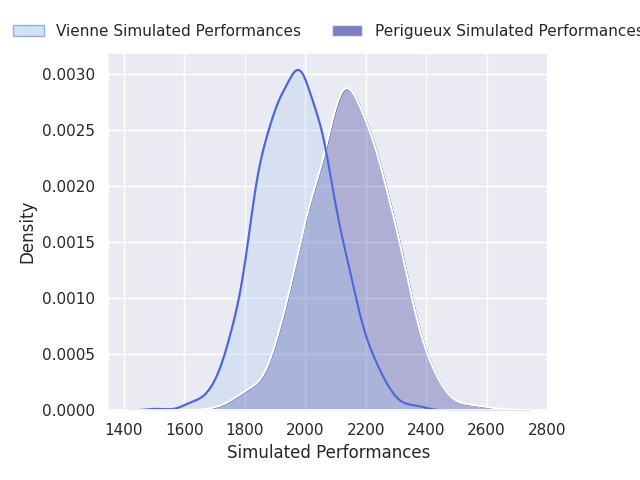 Vienne Simulated Performances
Perigueux Simulated Performances
0.0030
0.0025
0.0020
0.0015
0.0010
0.0005
0.0000
Density
1400 1600 1800 2000 2200 2400 2600 2800
Simulated Performances